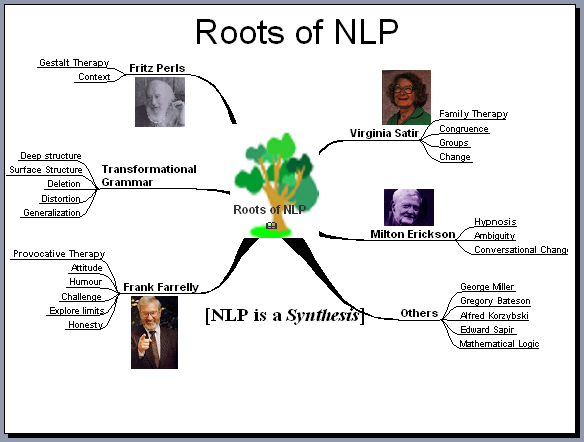 Roots of NLP
Gestalt Therapy
Context
Fritz Perls
Deep structure
Surface Structure
Deletion
Distortion
Generalization
Transformational
Grammar
Provocative Therapy
Attitude
Humour
Challenge
Explore limits
Honesty
Frank Farrelly
Roots of NLP
[NLP is a Synthesis]
Virginia Satir
Family Therapy
Congruence
Groups
Change
Milton Erickson
Hypnosis
Ambiguity
Conversational Change
Others
George Miller
Gregory Bateson
Alfred Korzybski
Edward Sapir
Mathematical Logic